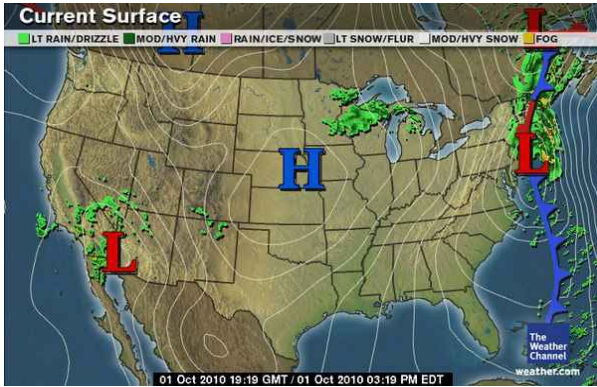 Current Surface
LT RAIN/DRIZZLE MOD/HVY RAIN RAIN/ICE/SNOW LT SNOW/FLUR MOD/HVY SNOW FOG
H
L
H
L
L
The
Weather
Channel
weather.com
01 Oct 2010 19:19 GMT / 01 Oct 2010 03:19 PM EDT